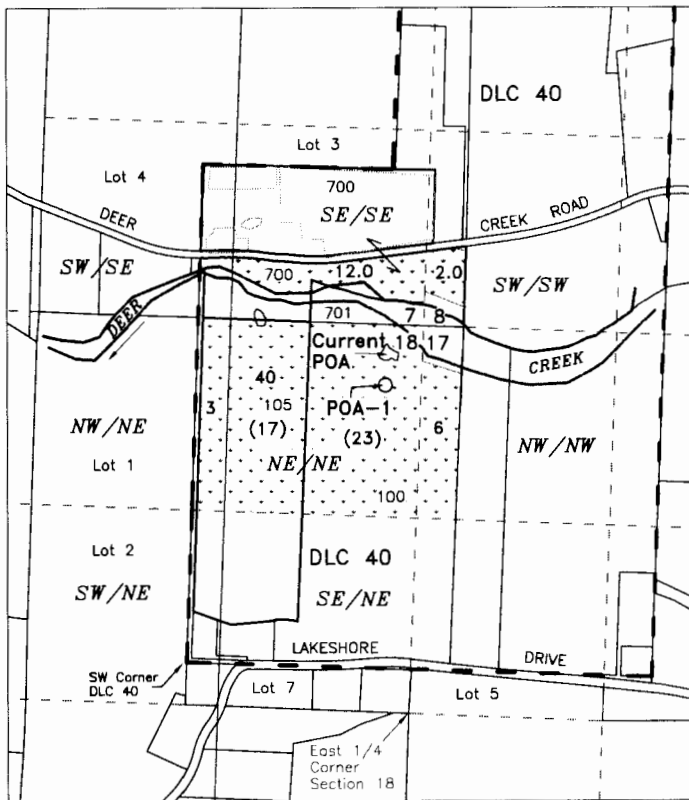 DLC 40
Lot 3
Lot 4
700
SE/SE
DEER
CREEK ROAD
SW/SE
700
12.0
2.0
SW/SW
701
7 8
DEER
Current 18 17
POA
CREEK
40
3
105
POA-1
(17)
(23)
6
NW/NE
NE/NE
NW/NW
Lot 1
100
Lot 2
DLC 40
SW/NE
SE/NE
LAKESHORE
DRIVE
SW Corner
DLC 40
Lot 7
Lot 5
East 1/4
Corner
Section 18